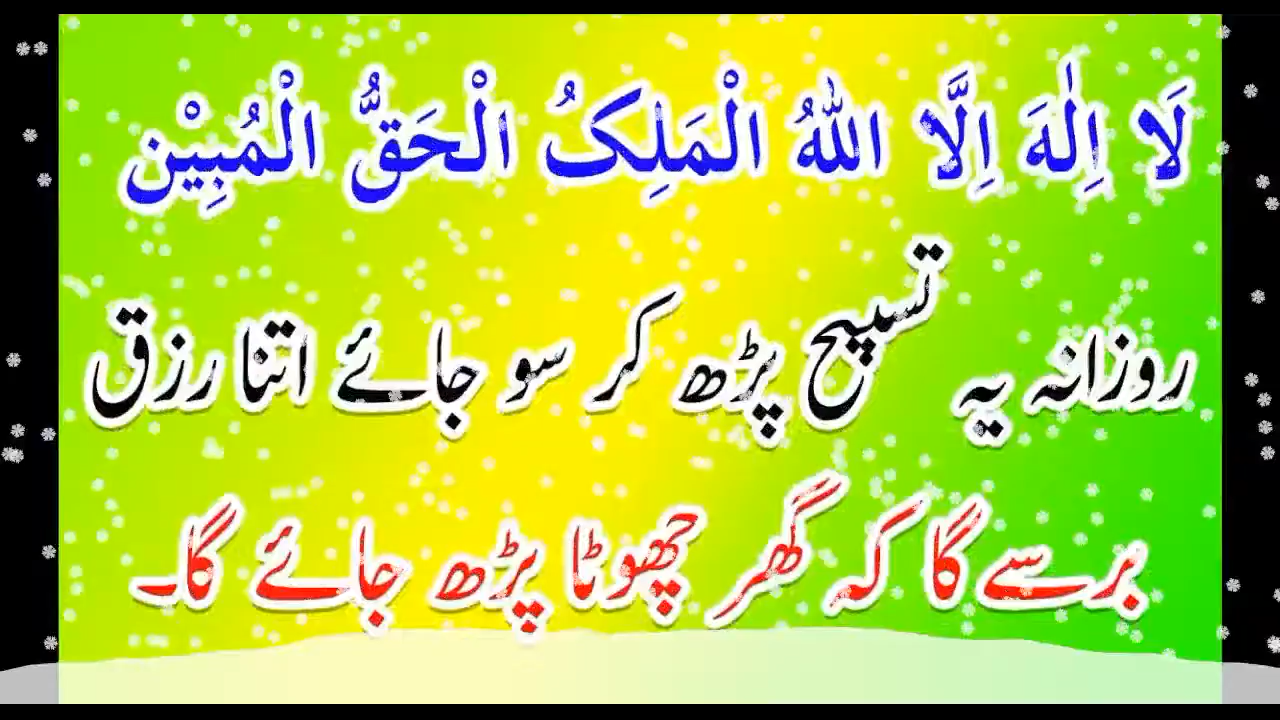 لَا اِلٰهَ اِلَّا اللهُ الْمَلِکُ الْحَقُّ الْمُبِيْن
روزانہ یہ تسبیح پڑھ کر سو جائے اتنا رزق
برسے گا کہ گھر چھوٹا پڑھ جائے گا۔